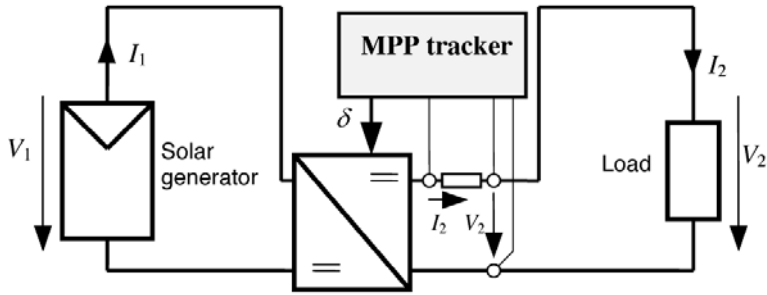 MPP tracker
I₁
I₂
δ
V₁
Solar
generator
Load
V₂
I₂
V₂